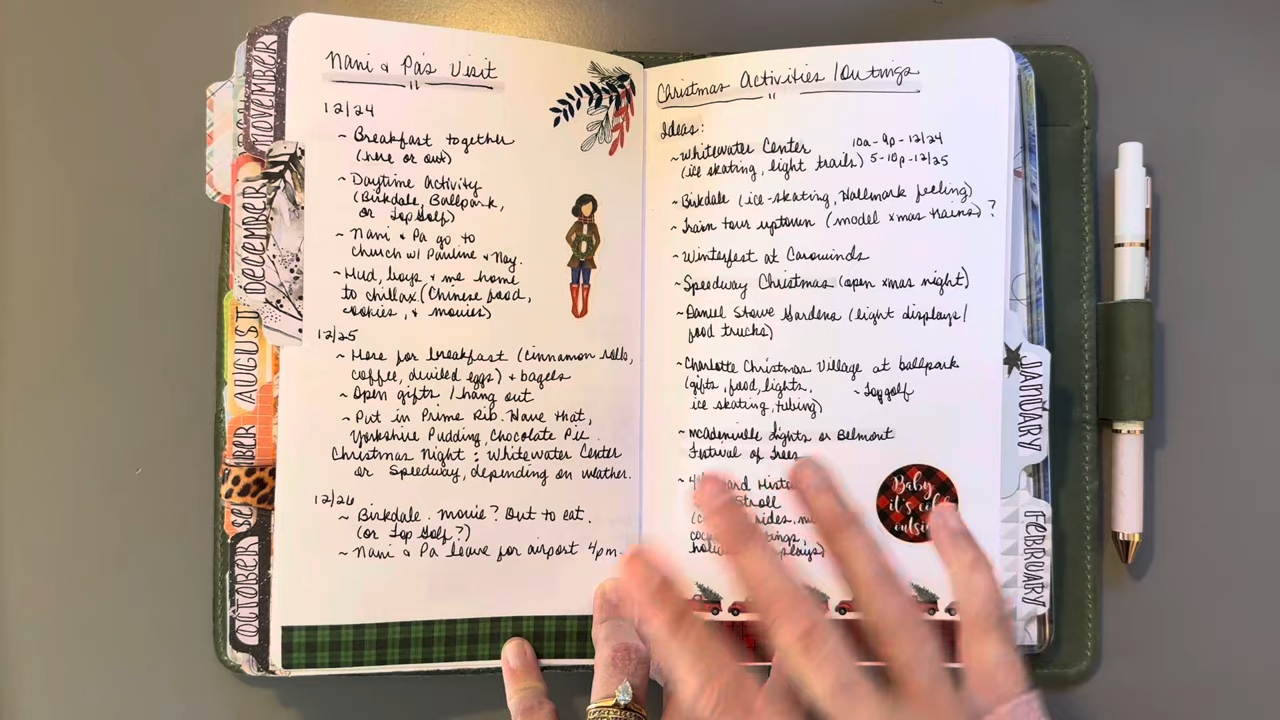 Nani & Pa's Visit
12/24
~ Breakfast together
(here or out)
~ Daytime Activity
(Birkdale, Ballpark,
or Top Golf)
~ Nani & Pa go to
church w/ Pauline & Nay.
~ Hud, boys & me home
to chillax. (Chinese food,
cookies, & movies)
12/25
~ Here for breakfast (cinnamon rolls,
coffee, deviled eggs) & bagels
~ Open gifts / hang out
~ Put in Prime Rib. Have that,
Yorkshire Pudding, Chocolate Pie.
Christmas Night: Whitewater Center
or Speedway, depending on weather.
12/26
~ Birkdale. movie? Out to eat.
(or Top Golf?)
~ Nani & Pa leave for airport 4pm
Christmas Activities / Outings
Ideas:
~ Whitewater Center 10a-9p-12/24
(ice skating, light trails) 5-10p-12/25
~ Birkdale (ice-skating, Hallmark feeling)
~ Train tour uptown (model xmas trains) ?
~ Winterfest at Carowinds
~ Speedway Christmas (open xmas night)
~ Daniel Stowe Gardens (light displays/
food trucks)
~ Charlotte Christmas Village at ballpark
(gifts, food, lights, ~ Topgolf
ice skating, tubing)
~ McAdenville Lights or Belmont
Festival of Trees
~ 4th Ward
Stroll
rides,
displays)
Baby
it's cold
outside
NOVEMBER
DECEMBER
AUGUST
OCTOBER
JANUARY
FEBRUARY